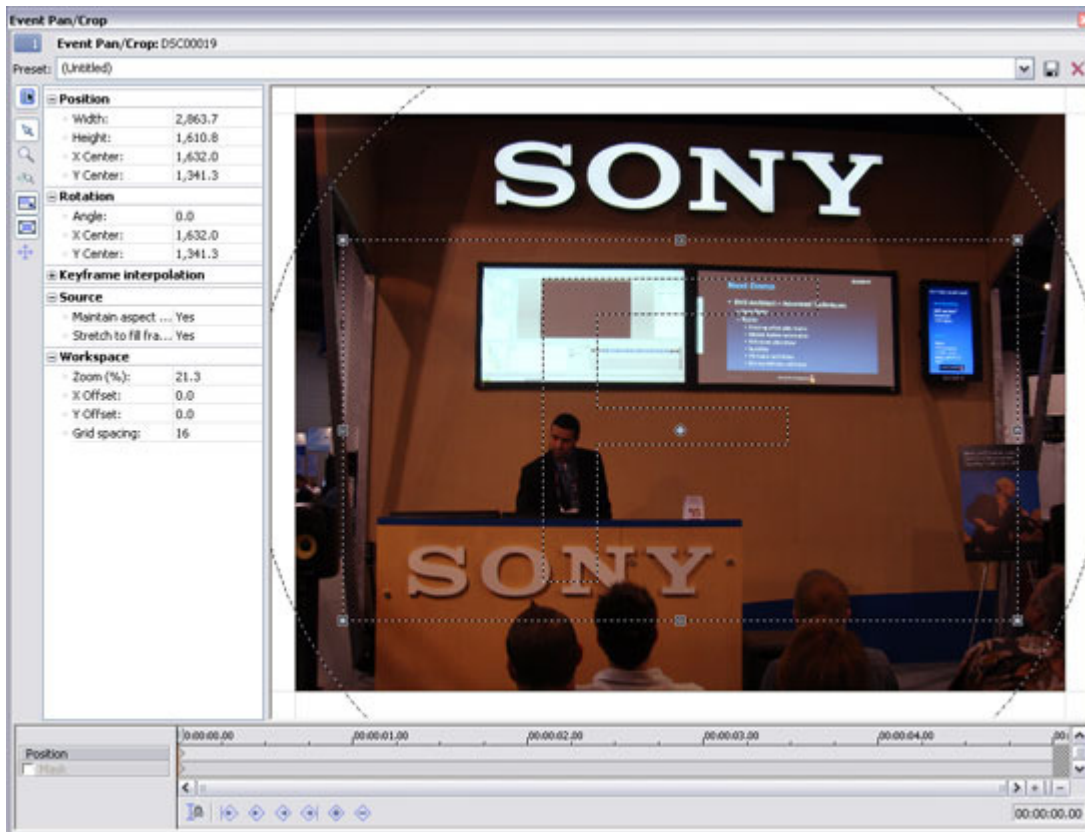 Event Pan/Crop
1
Event Pan/Crop: DSC00019
Preset: (Untitled)
Position
Width: 2,863.7
Height: 1,610.8
X Center: 1,632.0
Y Center: 1,341.3
Rotation
Angle: 0.0
X Center: 1,632.0
Y Center: 1,341.3
Keyframe interpolation
Source
Maintain aspect ... Yes
Stretch to fill fra... Yes
Workspace
Zoom (%): 21.3
X Offset: 0.0
Y Offset: 0.0
Grid spacing: 16
SONY
Next Demo
SONY
0:00:00.00 00:00:01.00 00:00:02.00 00:00:03.00 00:00:04.00 00:
Position
Mask
00:00:00.00